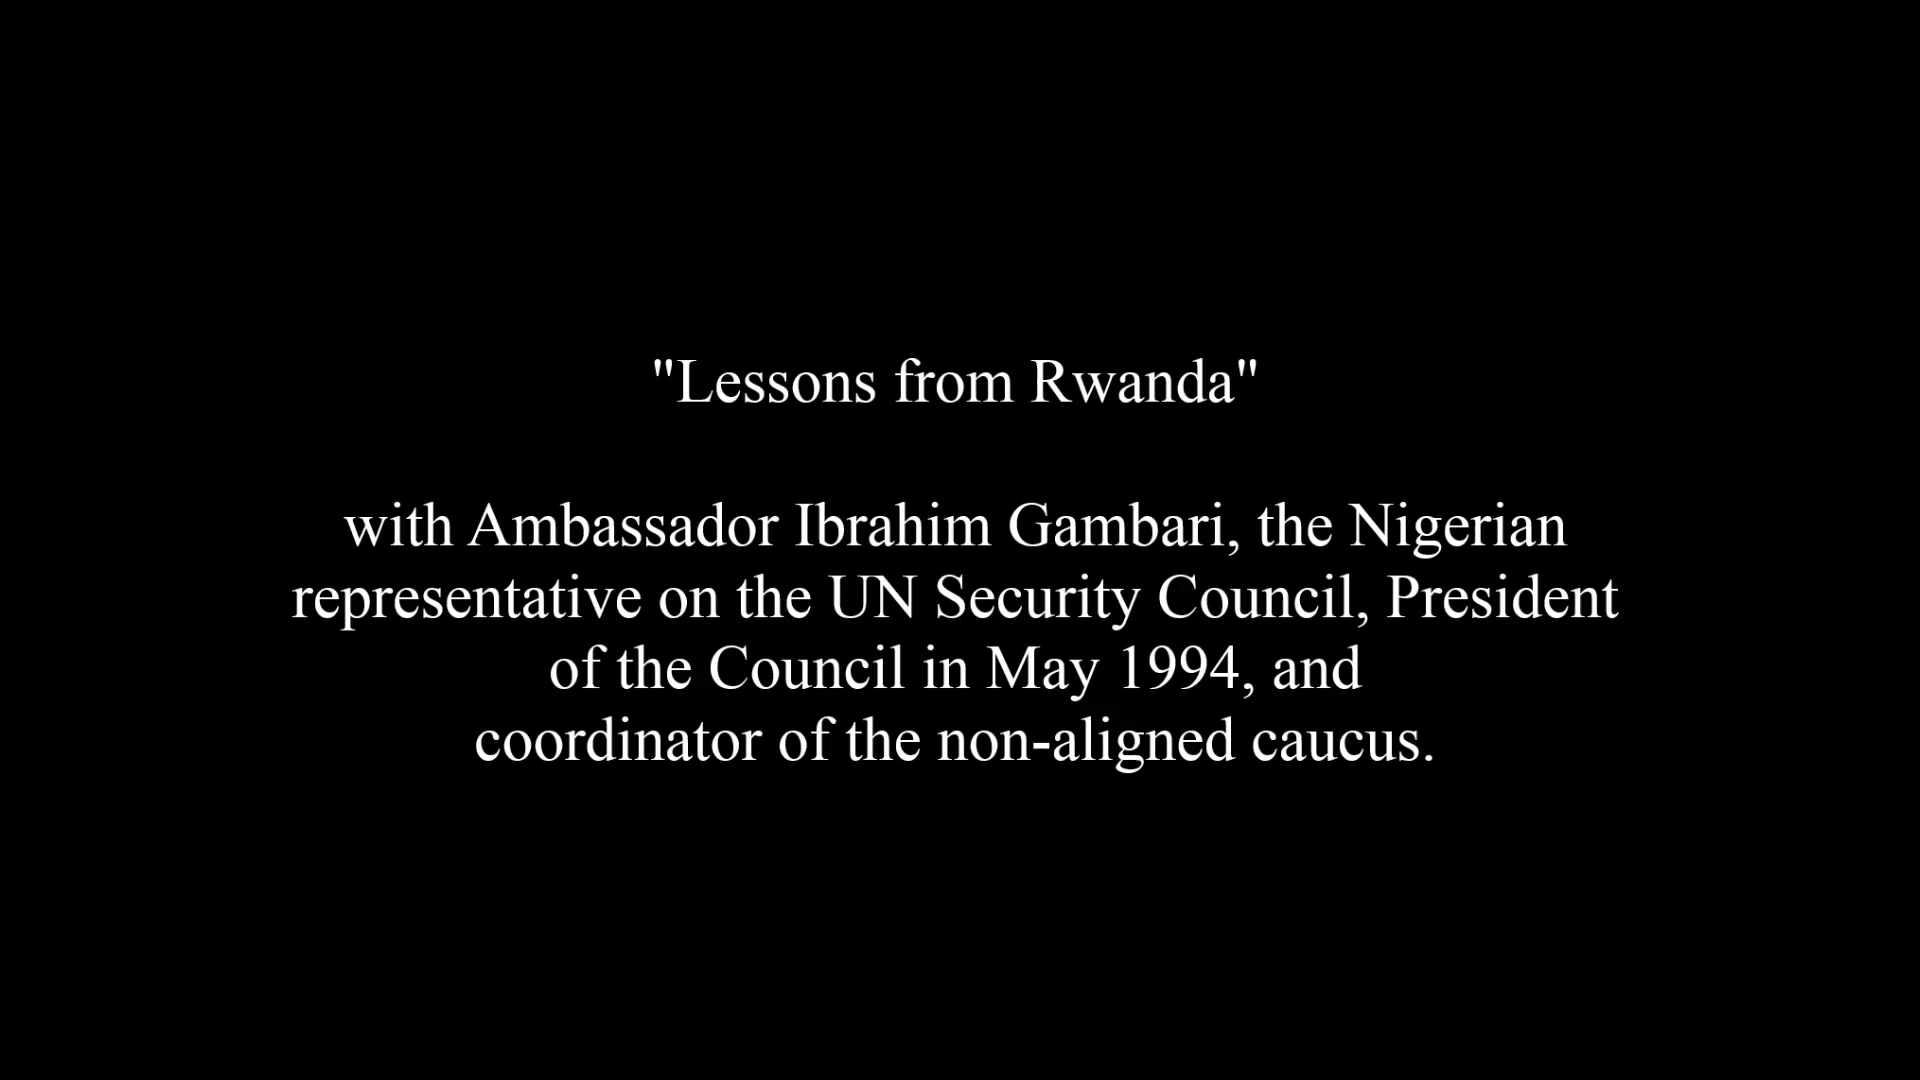 "Lessons from Rwanda"
with Ambassador Ibrahim Gambari, the Nigerian
representative on the UN Security Council, President
of the Council in May 1994, and
coordinator of the non-aligned caucus.